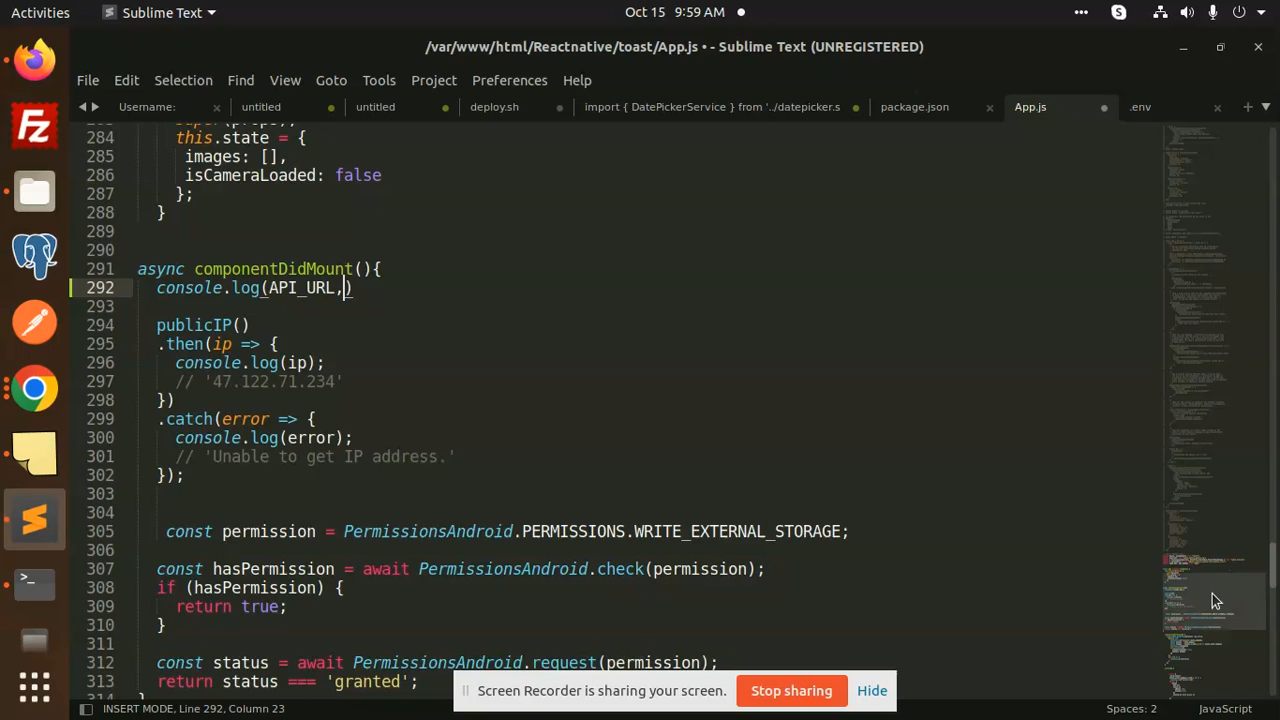 Activities
Sublime Text
Oct 15 9:59 AM
/var/www/html/Reactnative/toast/App.js • - Sublime Text (UNREGISTERED)
File Edit Selection Find View Goto Tools Project Preferences Help
Username:
untitled
untitled
deploy.sh
import { DatePickerService } from '../datepicker.s
package.json
App.js
.env
284 this.state = {
285 images: [],
286 isCameraLoaded: false
287 };
288 }
289
290
291 async componentDidMount(){
292 console.log(API_URL,)
293
294 publicIP()
295 .then(ip => {
296 console.log(ip);
297 // '47.122.71.234'
298 })
299 .catch(error => {
300 console.log(error);
301 // 'Unable to get IP address.'
302 });
303
304
305 const permission = PermissionsAndroid.PERMISSIONS.WRITE_EXTERNAL_STORAGE;
306
307 const hasPermission = await PermissionsAndroid.check(permission);
308 if (hasPermission) {
309 return true;
310 }
311
312 const status = await PermissionsAndroid.request(permission);
313 return status === 'granted';
Screen Recorder is sharing your screen.
Stop sharing
Hide
INSERT MODE, Line 292, Column 23
Spaces: 2
JavaScript